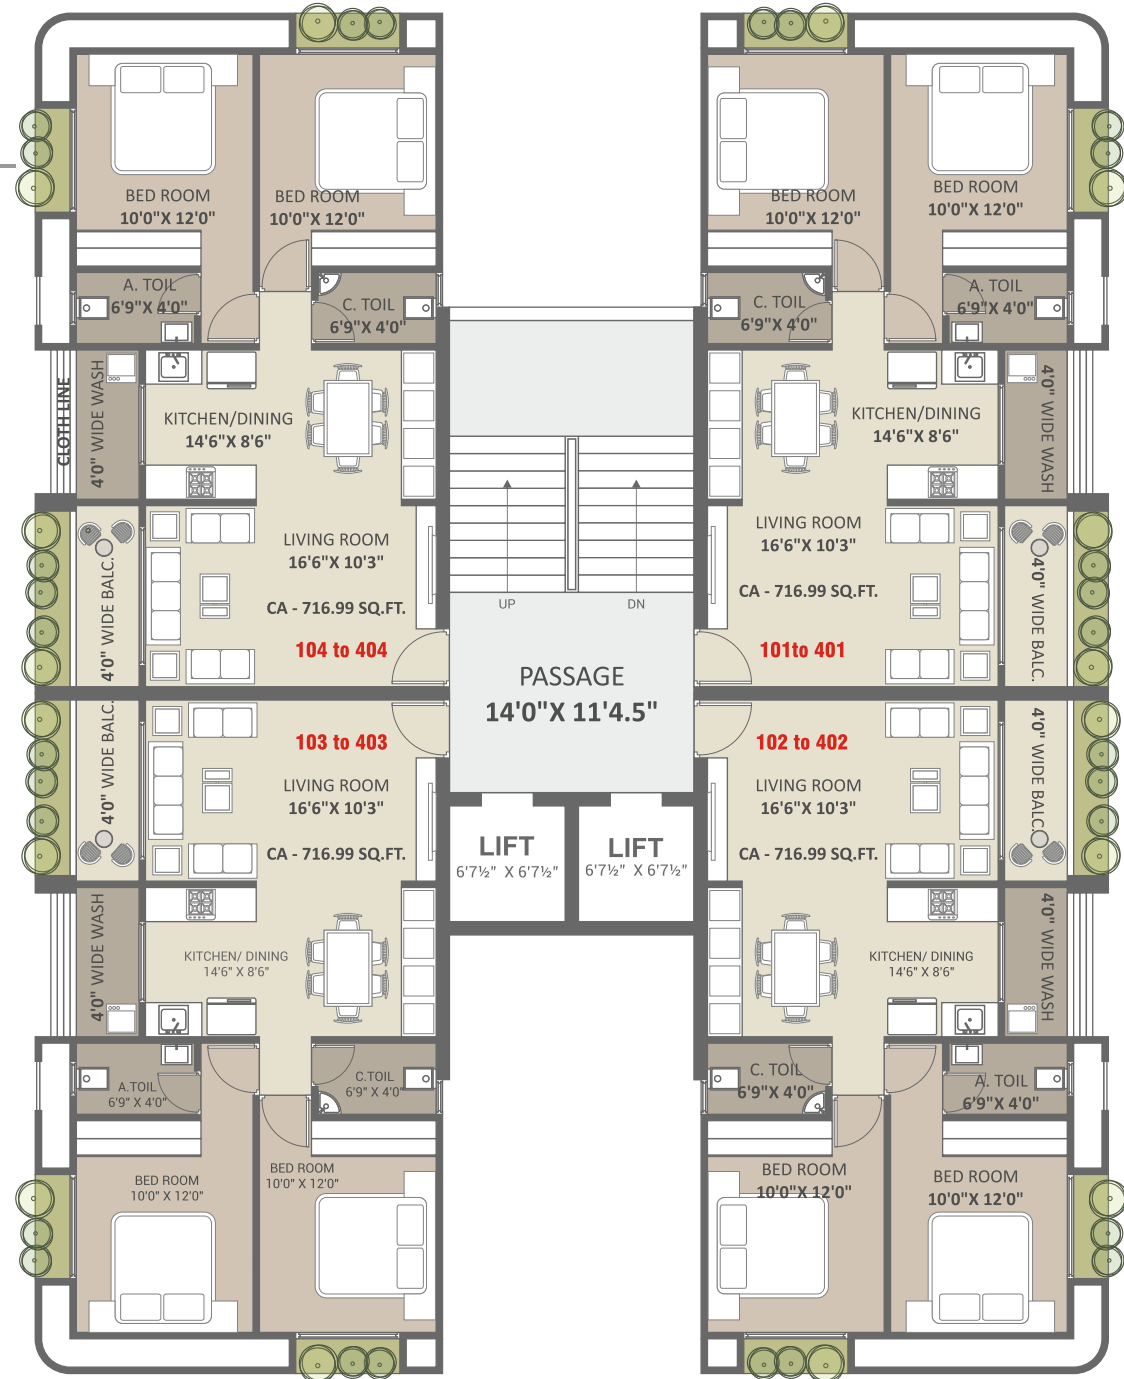 BED ROOM
10'0"X 12'0"
BED ROOM
10'0"X 12'0"
BED ROOM
10'0"X 12'0"
BED ROOM
10'0"X 12'0"
A. TOIL
6'9"X 4'0"
C. TOIL
6'9"X 4'0"
C. TOIL
6'9"X 4'0"
A. TOIL
6'9"X 4'0"
CLOTH LINE
4'0" WIDE WASH
KITCHEN/DINING
14'6"X 8'6"
KITCHEN/DINING
14'6"X 8'6"
4'0" WIDE WASH
4'0" WIDE BALC.
LIVING ROOM
16'6"X 10'3"
CA - 716.99 SQ.FT.
104 to 404
UP
DN
LIVING ROOM
16'6"X 10'3"
CA - 716.99 SQ.FT.
101to 401
4'0" WIDE BALC.
PASSAGE
14'0"X 11'4.5"
4'0" WIDE BALC.
103 to 403
LIVING ROOM
16'6"X 10'3"
CA - 716.99 SQ.FT.
102 to 402
LIVING ROOM
16'6"X 10'3"
CA - 716.99 SQ.FT.
4'0" WIDE BALC.
LIFT
6'7½" X 6'7½"
LIFT
6'7½" X 6'7½"
4'0" WIDE WASH
KITCHEN/ DINING
14'6" X 8'6"
KITCHEN/ DINING
14'6" X 8'6"
4'0" WIDE WASH
A.TOIL
6'9" X 4'0"
C.TOIL
6'9" X 4'0"
C. TOIL
6'9"X 4'0"
A. TOIL
6'9"X 4'0"
BED ROOM
10'0" X 12'0"
BED ROOM
10'0" X 12'0"
BED ROOM
10'0"X 12'0"
BED ROOM
10'0"X 12'0"